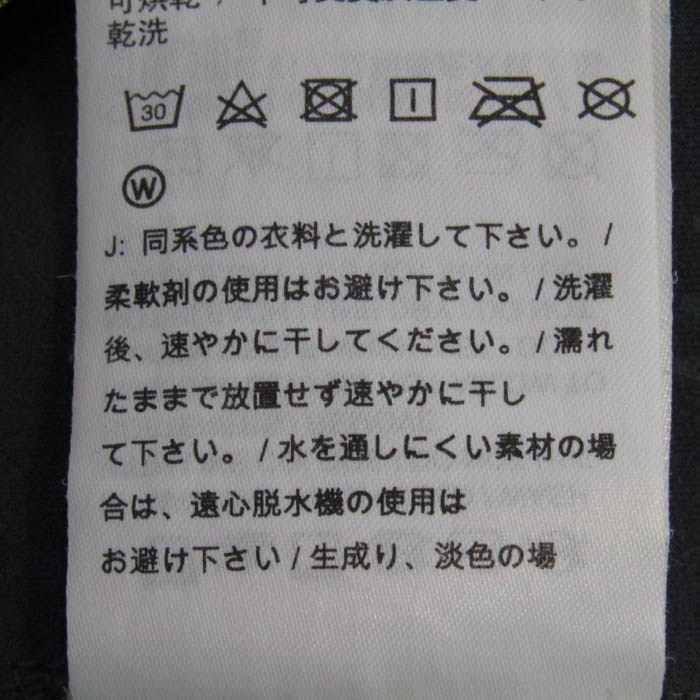 乾洗
30
W
J: 同系色の衣料と洗濯して下さい。 /
柔軟剤の使用はお避け下さい。 / 洗濯
後、速やかに干してください。 / 濡れ
たままで放置せず速やかに干し
て下さい。 / 水を通しにくい素材の場
合は、遠心脱水機の使用は
お避け下さい / 生成り、淡色の場